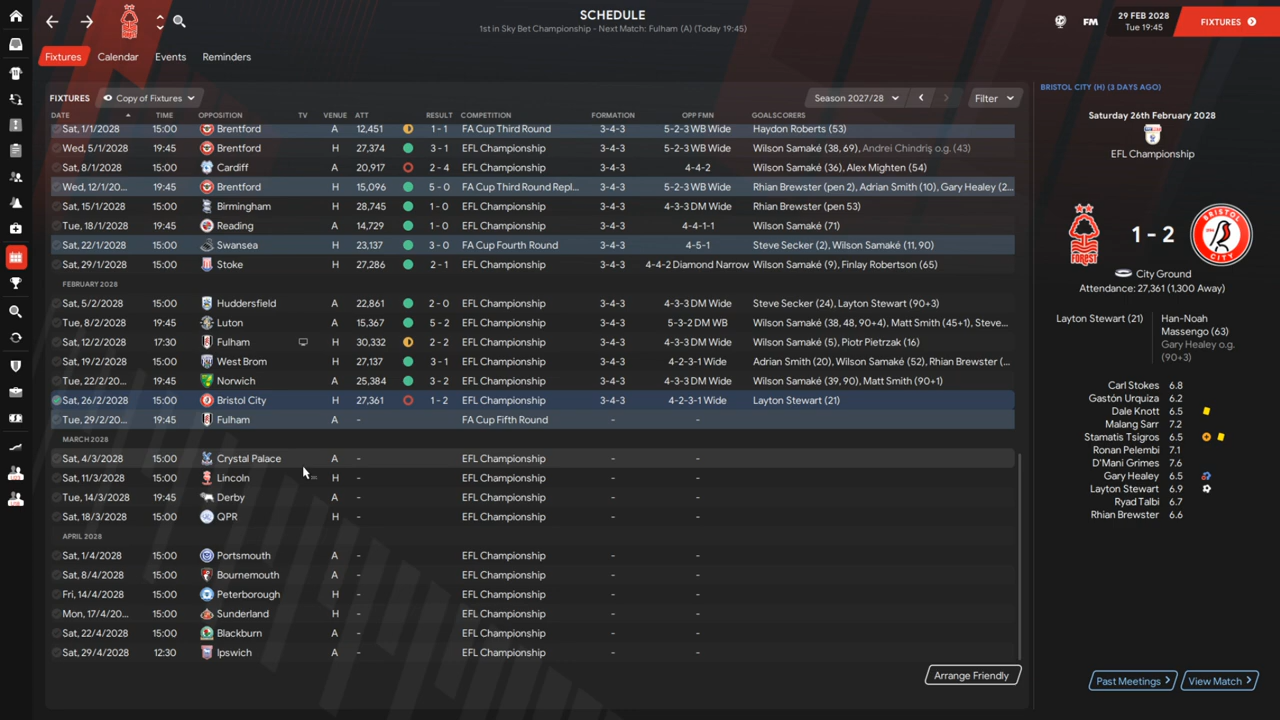 SCHEDULE
1st in Sky Bet Championship - Next Match: Fulham (A) (Today 19:45)
FM
29 FEB 2028
Tue 19:45
FIXTURES
Fixtures Calendar Events Reminders
FIXTURES Copy of Fixtures Season 2027/28 Filter
DATE TIME OPPOSITION TV VENUE ATT RESULT COMPETITION FORMATION OPP FMN GOALSCORERS
Sat, 1/1/2028 15:00 Brentford A 12,451 1 - 1 FA Cup Third Round 3-4-3 5-2-3 WB Wide Haydon Roberts (53)
Wed, 5/1/2028 19:45 Brentford H 27,374 3 - 1 EFL Championship 3-4-3 5-2-3 WB Wide Wilson Samaké (38, 69), Andrei Chindriş o.g. (43)
Sat, 8/1/2028 15:00 Cardiff A 20,917 2 - 4 EFL Championship 3-4-3 4-4-2 Wilson Samaké (36), Alex Mighten (54)
Wed, 12/1/20... 19:45 Brentford H 15,096 5 - 0 FA Cup Third Round Repl... 3-4-3 5-2-3 WB Wide Rhian Brewster (pen 2), Adrian Smith (10), Gary Healey (2...
Sat, 15/1/2028 15:00 Birmingham H 28,745 1 - 0 EFL Championship 3-4-3 5-2-3 WB Wide Rhian Brewster (pen 53)
Tue, 18/1/2028 15:00 Reading A 14,727 1 - 0 EFL Championship 3-4-3 4-4-1-1 Wilson Samaké (71)
Sat, 22/1/2028 15:00 Swansea H 23,137 3 - 0 FA Cup Fourth Round 3-4-3 4-5-1 Steve Secker (2), Wilson Samaké (11, 90)
Sat, 29/1/2028 15:00 Stoke H 27,286 2 - 1 EFL Championship 3-4-3 4-4-2 Diamond Narrow Wilson Samaké (9), Finlay Robertson (65)
FEBRUARY 2028
Sat, 5/2/2028 15:00 Huddersfield A 22,861 2 - 0 EFL Championship 3-4-3 4-3-3 DM Wide Steve Secker (24), Layton Stewart (90+3)
Tue, 8/2/2028 19:45 Luton A 15,367 5 - 2 EFL Championship 3-4-3 5-3-2 DM WB Wilson Samaké (38, 48, 90+4), Matt Smith (45+1), Steve...
Sat, 12/2/2028 17:30 Fulham H 30,332 2 - 2 EFL Championship 3-4-3 4-3-3 DM Wide Wilson Samaké (5), Piotr Pietrzak (16)
Sat, 19/2/2028 15:00 West Brom H 27,137 3 - 1 EFL Championship 3-4-3 4-2-3-1 Wide Adrian Smith (20), Wilson Samaké (52), Rhian Brewster (...
Tue, 22/2/20... 19:45 Norwich A 25,384 3 - 2 EFL Championship 3-4-3 4-3-3 DM Wide Wilson Samaké (39, 90), Matt Smith (90+1)
Sat, 26/2/2028 15:00 Bristol City H 27,361 1 - 2 EFL Championship 3-4-3 4-2-3-1 Wide Layton Stewart (21)
Tue, 29/2/20... 19:45 Fulham A - FA Cup Fifth Round - -
MARCH 2028
Sat, 4/3/2028 15:00 Crystal Palace A - EFL Championship - -
Sat, 11/3/2028 15:00 Lincoln H - EFL Championship - -
Tue, 14/3/2028 19:45 Derby A - EFL Championship - -
Sat, 18/3/2028 15:00 QPR H - EFL Championship - -
APRIL 2028
Sat, 1/4/2028 15:00 Portsmouth A - EFL Championship - -
Sat, 8/4/2028 15:00 Bournemouth A - EFL Championship - -
Fri, 14/4/2028 15:00 Peterborough H - EFL Championship - -
Mon, 17/4/20... 15:00 Sunderland H - EFL Championship - -
Sat, 22/4/2028 15:00 Blackburn A - EFL Championship - -
Sat, 29/4/2028 12:30 Ipswich H - EFL Championship - -
Arrange Friendly
BRISTOL CITY (H) (3 DAYS AGO)
Saturday 26th February 2028
EFL Championship
FOREST
1 - 2
BRISTOL CITY
City Ground
Attendance: 27,361 (1,300 Away)
Layton Stewart (21)
Han-Noah
Massengo (63)
Gary Healey o.g.
(90+3)
Carl Stokes 6.8
Gastón Urquiza 6.2
Dale Knott 6.5
Malang Sarr 7.2
Stamatis Tsigros 6.5
Ronan Pelembi 7.1
D'Mani Grimes 7.6
Gary Healey 6.5
Layton Stewart 6.9
Ryad Talbi 6.7
Rhian Brewster 6.6
Past Meetings View Match